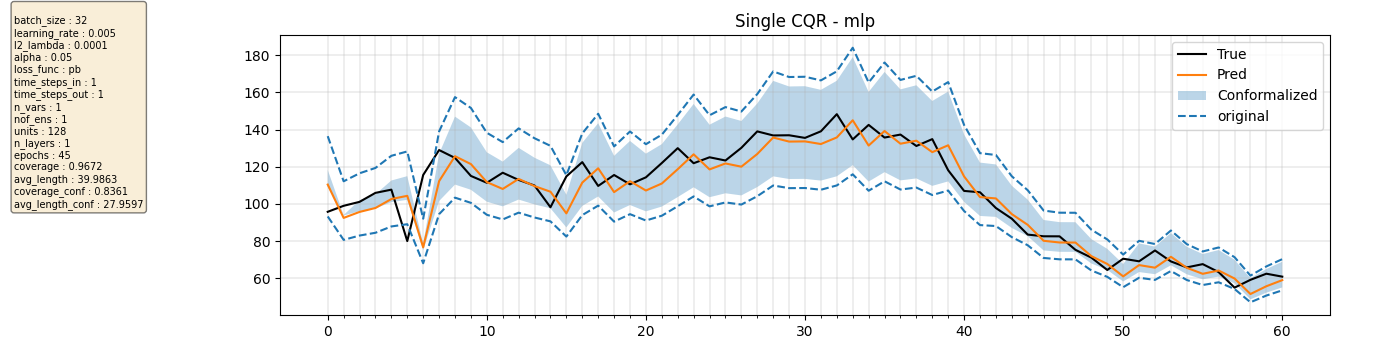 batch_size : 32
learning_rate : 0.005
l2_lambda : 0.0001
alpha : 0.05
loss_func : pb
time_steps_in : 1
time_steps_out : 1
n_vars : 1
nof_ens : 1
units : 128
n_layers : 1
epochs : 45
coverage : 0.9672
avg_length : 39.9863
coverage_conf : 0.8361
avg_length_conf : 27.9597
Single CQR - mlp
180
160
140
120
100
80
60
0 10 20 30 40 50 60
True
Pred
Conformalized
original